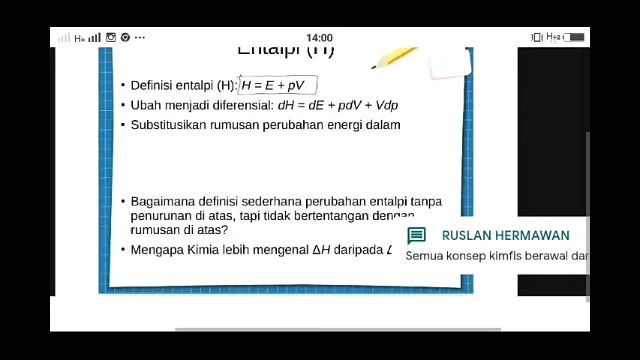 H+
14:00
H+2
Entalpi (H)
• Definisi entalpi (H): H = E + pV
• Ubah menjadi diferensial: dH = dE + pdV + Vdp
• Substitusikan rumusan perubahan energi dalam
• Bagaimana definisi sederhana perubahan entalpi tanpa
penurunan di atas, tapi tidak bertentangan dengan
rumusan di atas?
• Mengapa Kimia lebih mengenal ΔH daripada
RUSLAN HERMAWAN
Semua konsep kimfis berawal dar